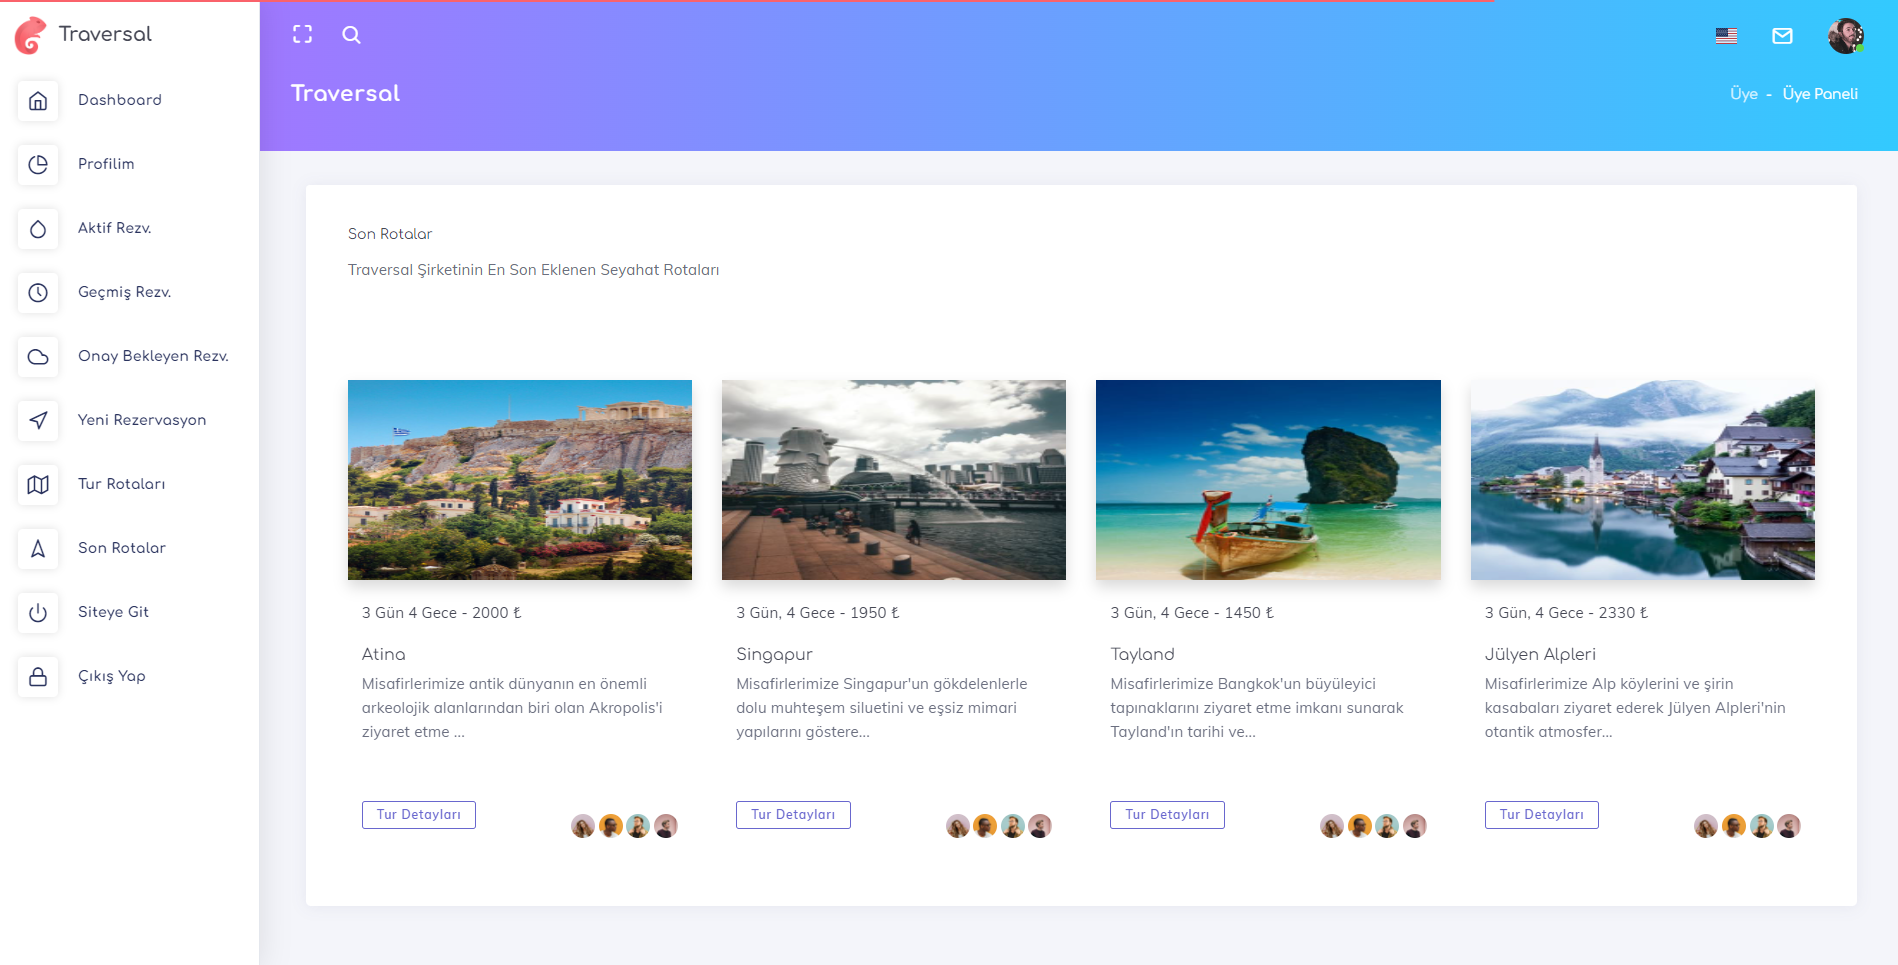 Traversal
Dashboard
Profilim
Aktif Rezv.
Geçmiş Rezv.
Onay Bekleyen Rezv.
Yeni Rezervasyon
Tur Rotaları
Son Rotalar
Siteye Git
Çıkış Yap
Traversal
Üye - Üye Paneli
Son Rotalar
Traversal Şirketinin En Son Eklenen Seyahat Rotaları
3 Gün 4 Gece - 2000 ₺
Atina
Misafirlerimize antik dünyanın en önemli
arkeolojik alanlarından biri olan Akropolis'i
ziyaret etme ...
Tur Detayları
3 Gün, 4 Gece - 1950 ₺
Singapur
Misafirlerimize Singapur'un gökdelenlerle
dolu muhteşem siluetini ve eşsiz mimari
yapılarını göstere...
Tur Detayları
3 Gün, 4 Gece - 1450 ₺
Tayland
Misafirlerimize Bangkok'un büyüleyici
tapınaklarını ziyaret etme imkanı sunarak
Tayland'ın tarihi ve...
Tur Detayları
3 Gün, 4 Gece - 2330 ₺
Jülyen Alpleri
Misafirlerimize Alp köylerini ve şirin
kasabaları ziyaret ederek Jülyen Alpleri'nin
otantik atmosfer...
Tur Detayları